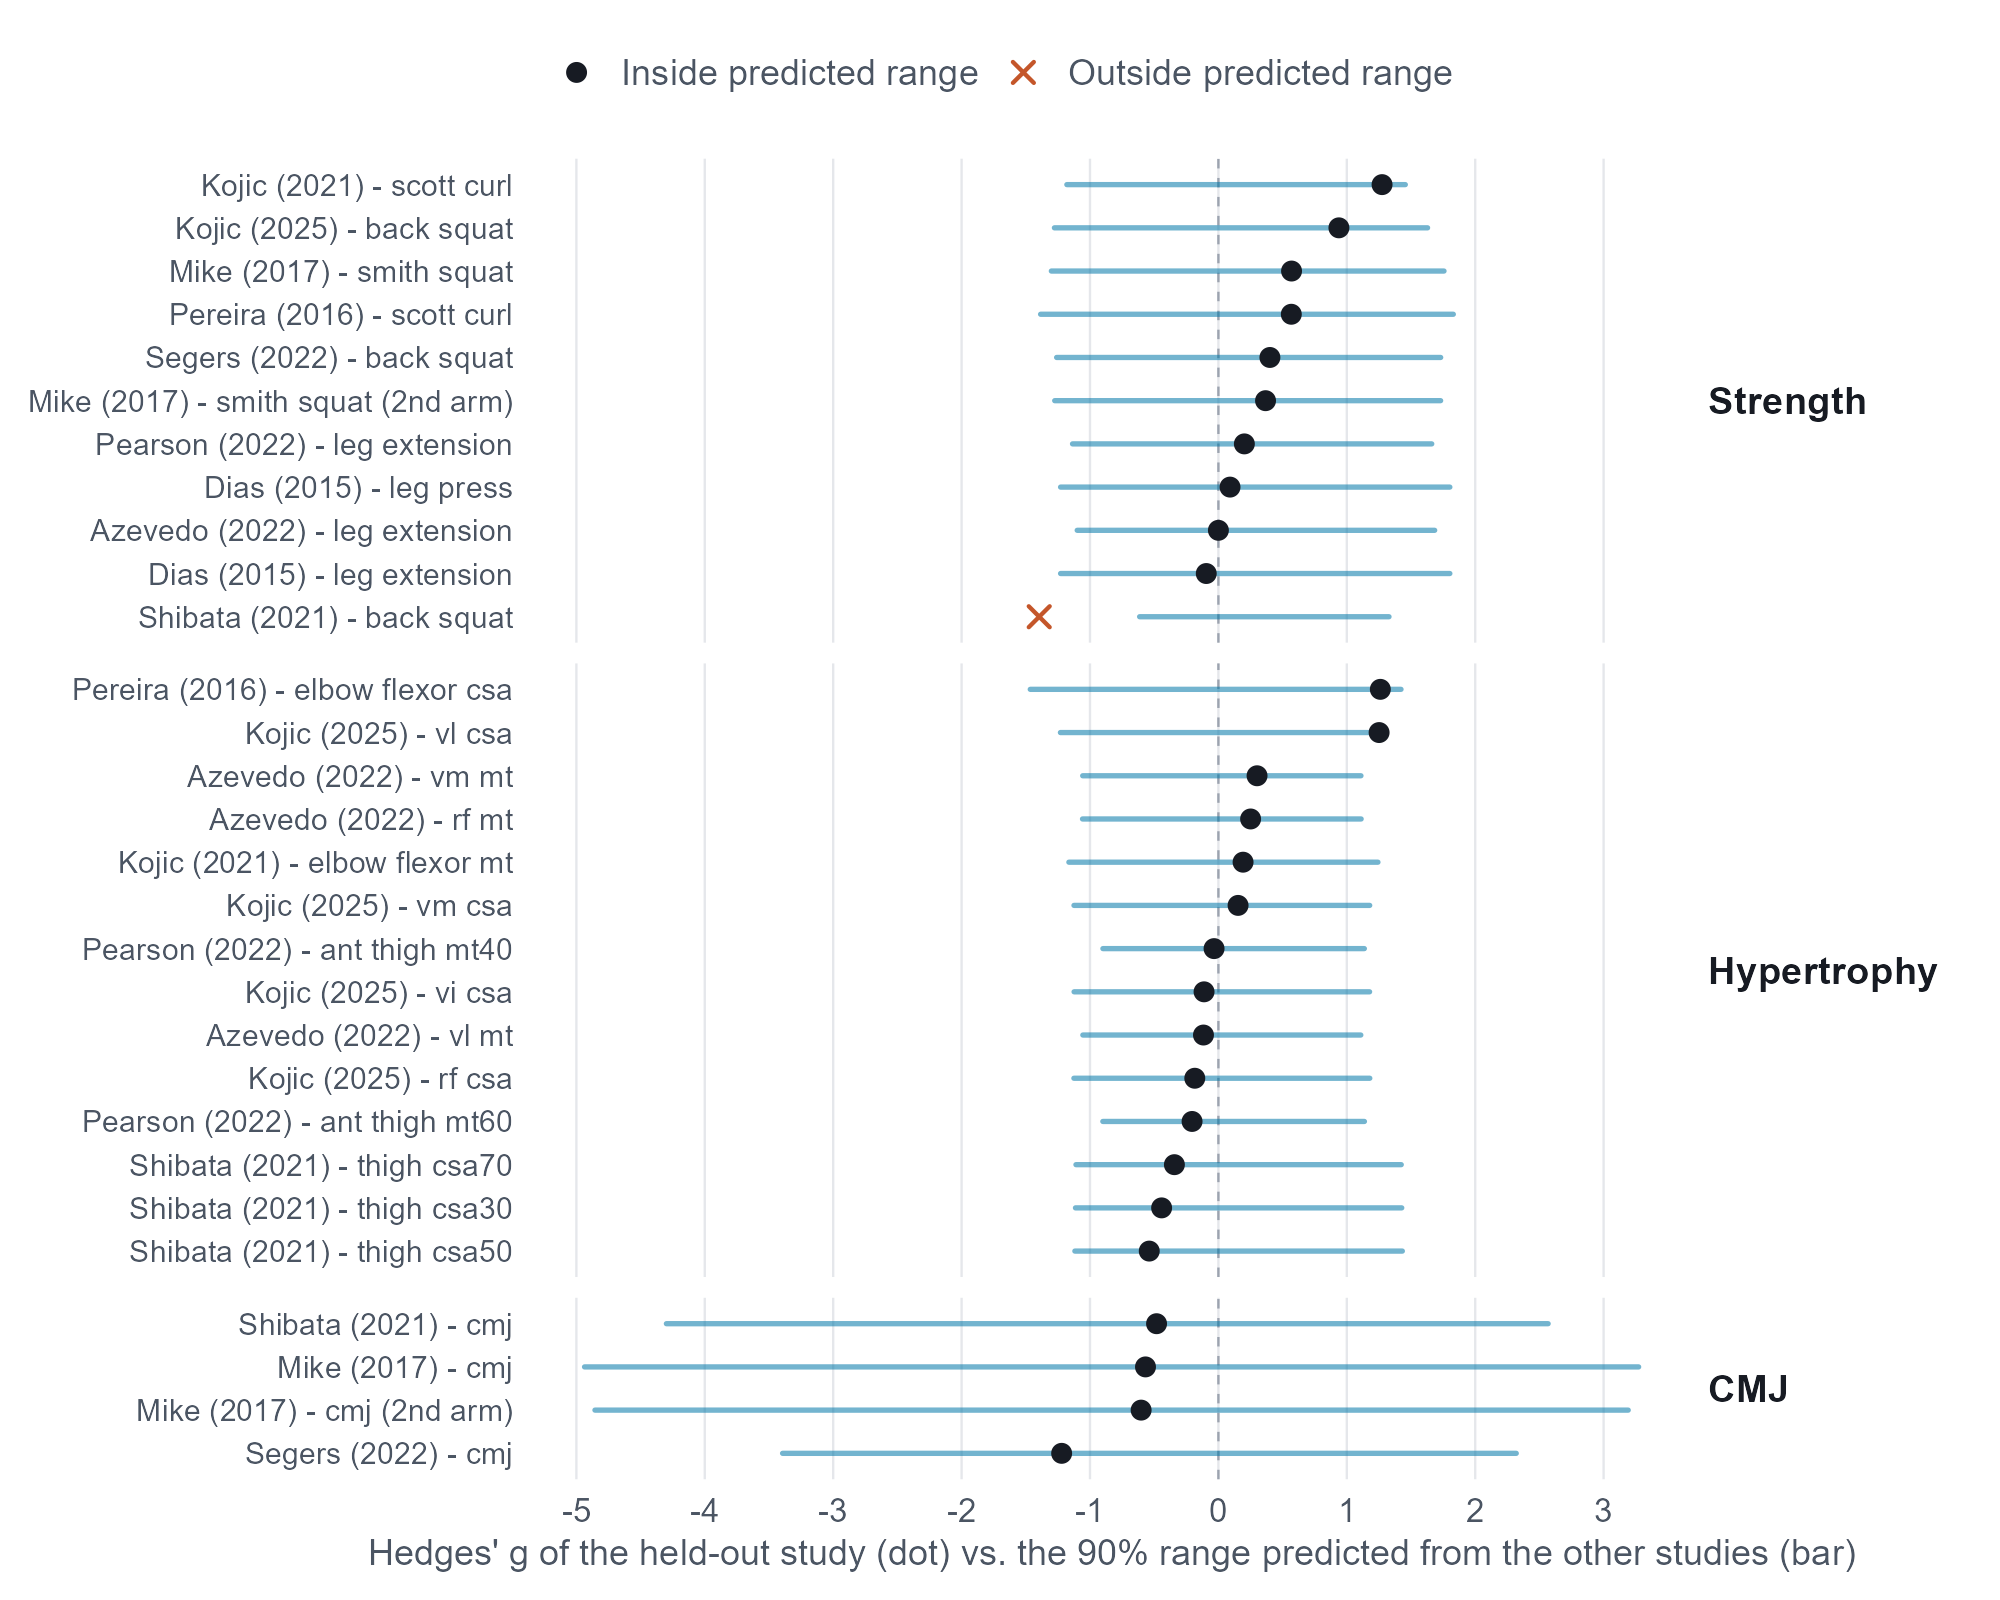 Inside predicted range
Outside predicted range
Kojic (2021) - scott curl
Kojic (2025) - back squat
Mike (2017) - smith squat
Pereira (2016) - scott curl
Segers (2022) - back squat
Mike (2017) - smith squat (2nd arm)
Pearson (2022) - leg extension
Dias (2015) - leg press
Azevedo (2022) - leg extension
Dias (2015) - leg extension
Shibata (2021) - back squat
Strength
Pereira (2016) - elbow flexor csa
Kojic (2025) - vl csa
Azevedo (2022) - vm mt
Azevedo (2022) - rf mt
Kojic (2021) - elbow flexor mt
Kojic (2025) - vm csa
Pearson (2022) - ant thigh mt40
Kojic (2025) - vi csa
Azevedo (2022) - vl mt
Kojic (2025) - rf csa
Pearson (2022) - ant thigh mt60
Shibata (2021) - thigh csa70
Shibata (2021) - thigh csa30
Shibata (2021) - thigh csa50
Hypertrophy
Shibata (2021) - cmj
Mike (2017) - cmj
Mike (2017) - cmj (2nd arm)
Segers (2022) - cmj
CMJ
-5 -4 -3 -2 -1 0 1 2 3
Hedges' g of the held-out study (dot) vs. the 90% range predicted from the other studies (bar)